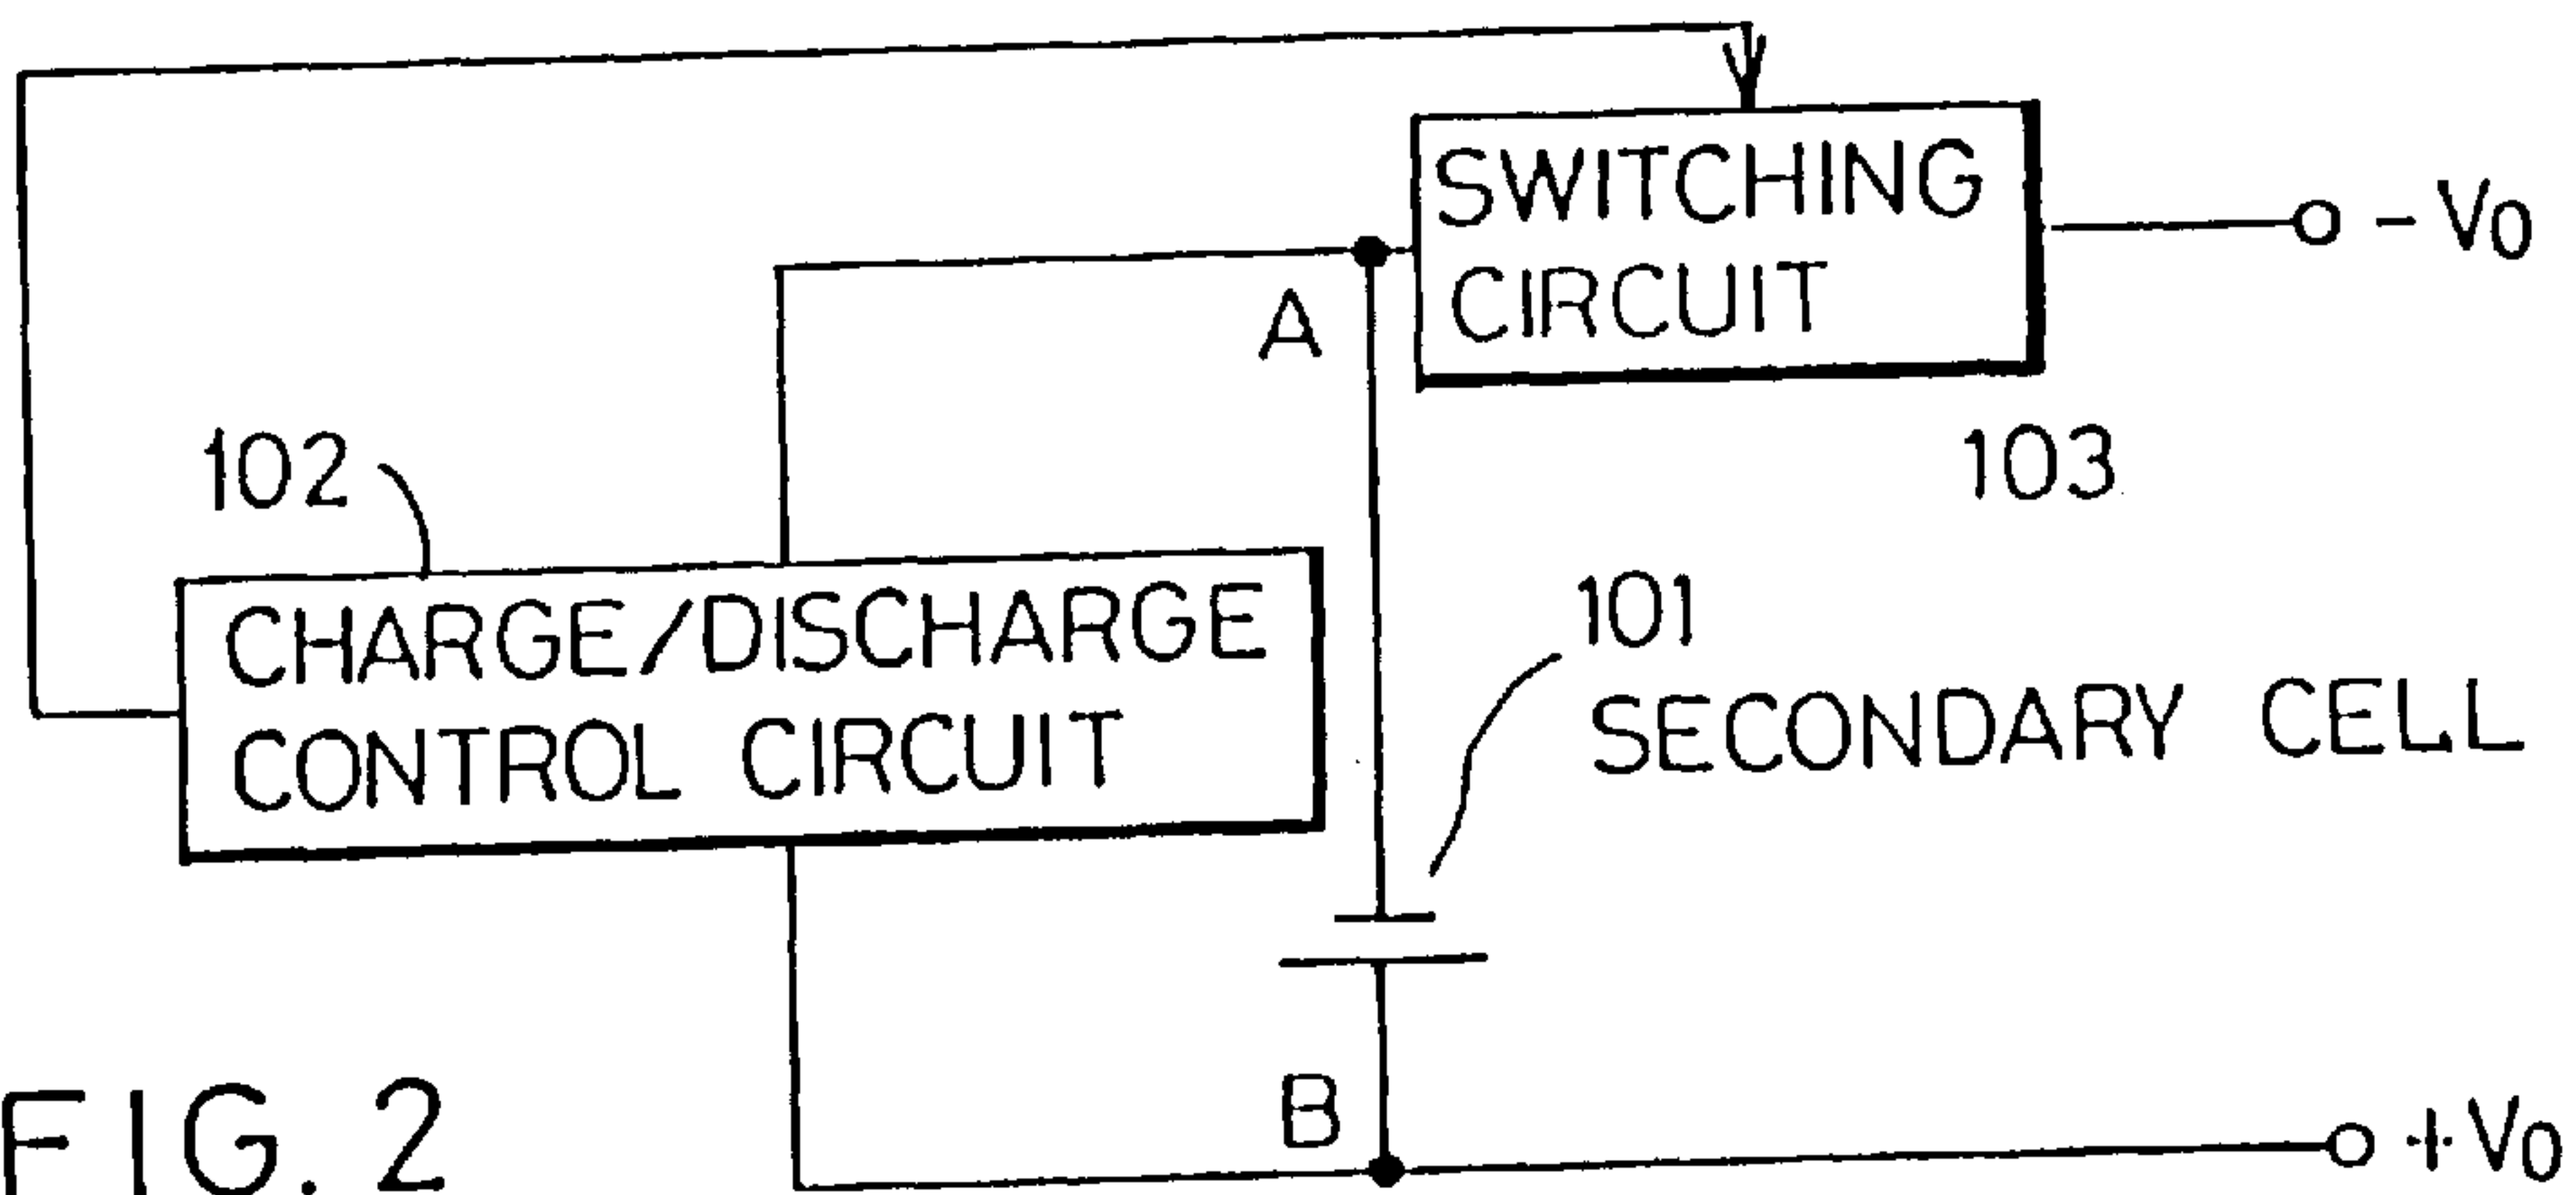 SWITCHING
CIRCUIT
- V0
A
102
103
CHARGE/DISCHARGE
CONTROL CIRCUIT
101
SECONDARY CELL
B
FIG. 2
+ V0